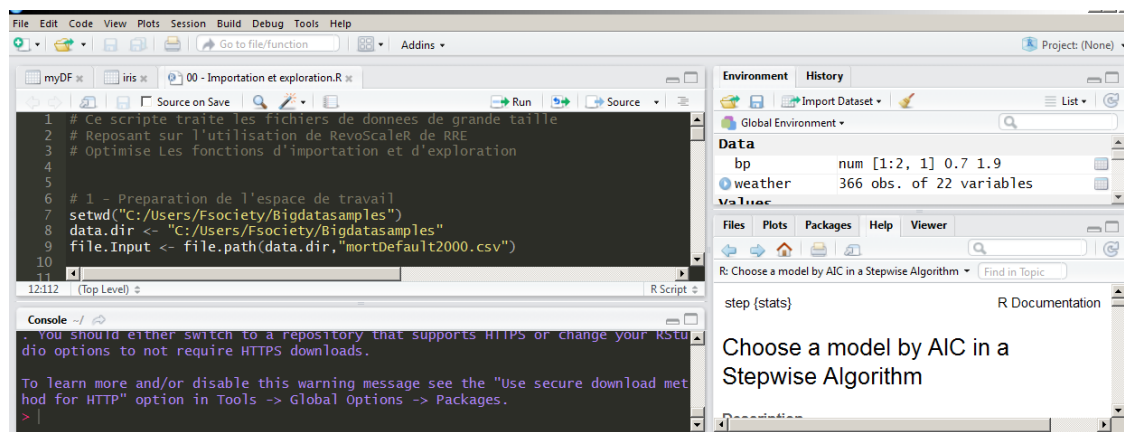 File Edit Code View Plots Session Build Debug Tools Help
Go to file/function Addins Project: (None)
myDF iris 00 - Importation et exploration.R
Source on Save Run Source
1 # Ce scripte traite les fichiers de donnees de grande taille
2 # Reposant sur l'utilisation de RevoScaleR de RRE
3 # Optimise Les fonctions d'importation et d'exploration
4
5
6 # 1 - Preparation de l'espace de travail
7 setwd("C:/Users/Fsociety/Bigdatasamples")
8 data.dir <- "C:/Users/Fsociety/Bigdatasamples"
9 file.Input <- file.path(data.dir,"mortDefault2000.csv")
10
11
12:112 (Top Level) R Script
Console ~/
. You should either switch to a repository that supports HTTPS or change your RStu
dio options to not require HTTPS downloads.
To learn more and/or disable this warning message see the "Use secure download met
hod for HTTP" option in Tools -> Global Options -> Packages.
>
Environment History
Import Dataset List
Global Environment
Data
bp num [1:2, 1] 0.7 1.9
weather 366 obs. of 22 variables
Values
Files Plots Packages Help Viewer
R: Choose a model by AIC in a Stepwise Algorithm Find in Topic
step {stats} R Documentation
Choose a model by AIC in a
Stepwise Algorithm
Description